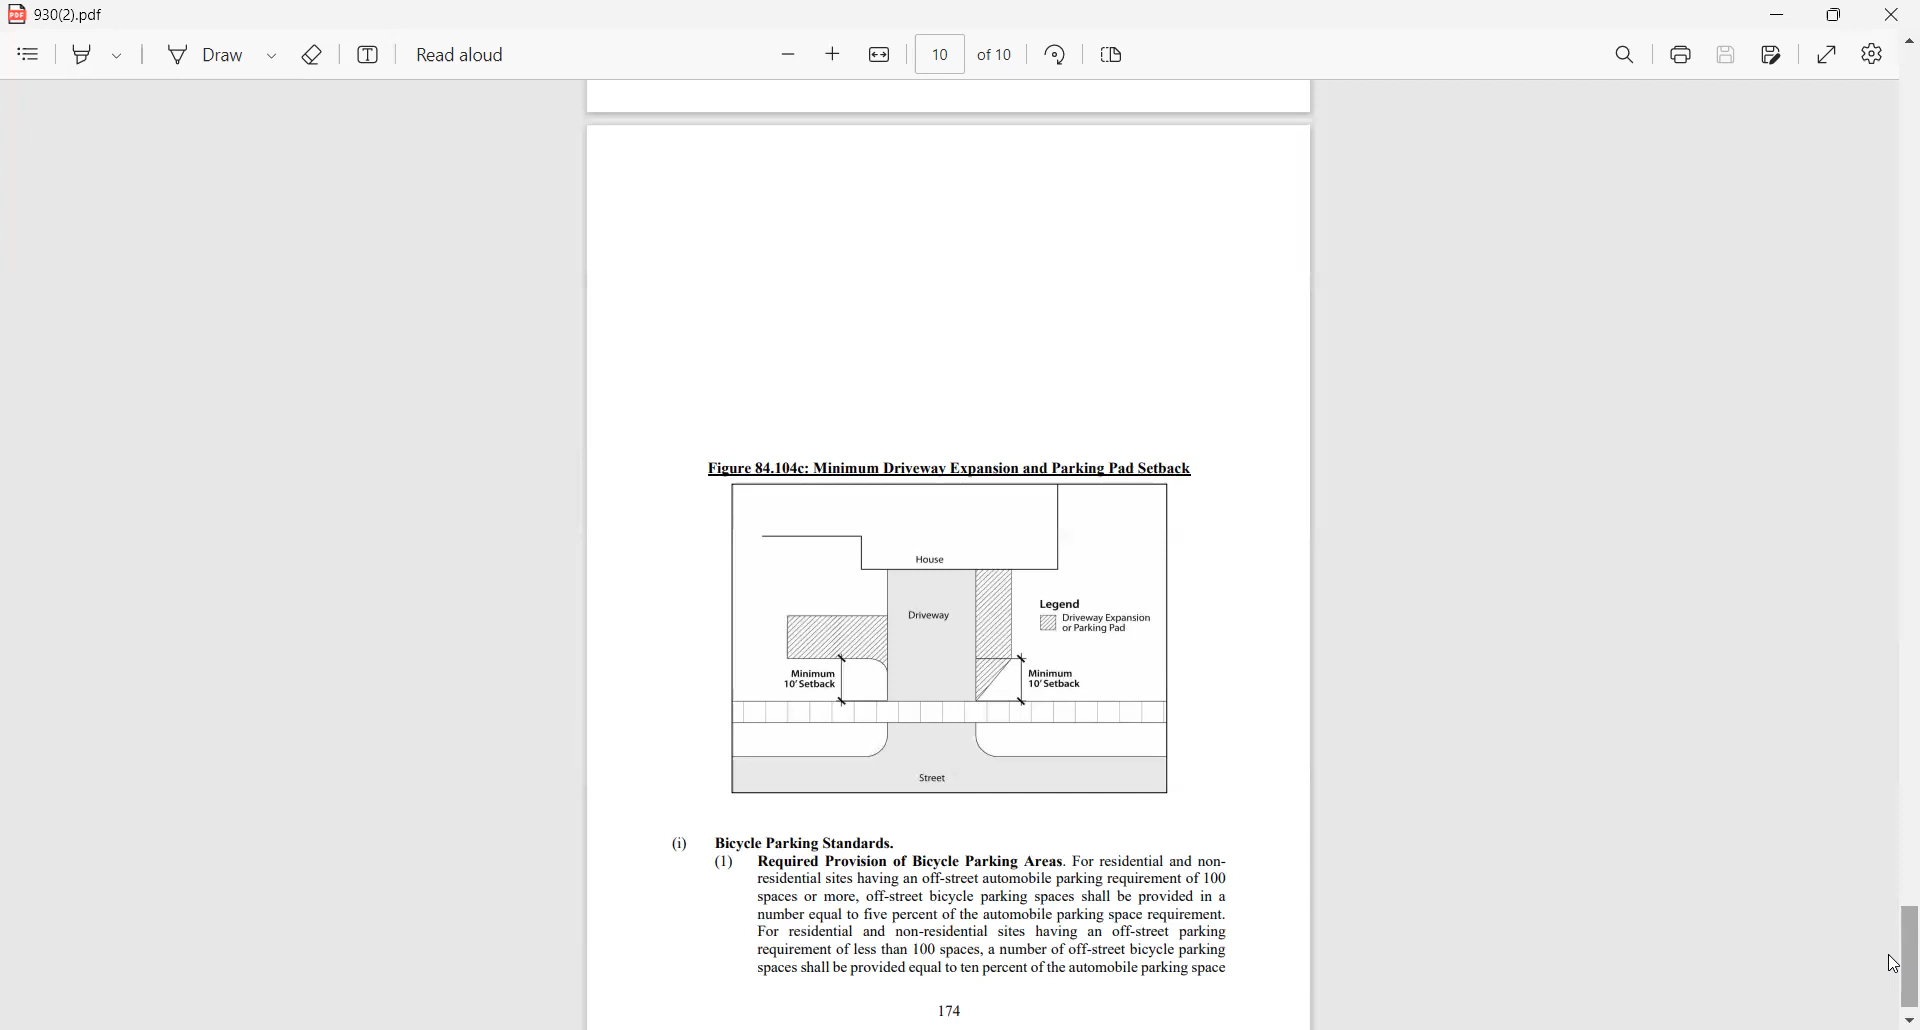 930(2).pdf
Draw
Read aloud
10 of 10
Figure 84.104c: Minimum Driveway Expansion and Parking Pad Setback
House
Driveway
Legend
Driveway Expansion
or Parking Pad
Minimum
10' Setback
Minimum
10' Setback
Street
(i) Bicycle Parking Standards.
(1) Required Provision of Bicycle Parking Areas. For residential and non-
residential sites having an off-street automobile parking requirement of 100
spaces or more, off-street bicycle parking spaces shall be provided in a
number equal to five percent of the automobile parking space requirement.
For residential and non-residential sites having an off-street parking
requirement of less than 100 spaces, a number of off-street bicycle parking
spaces shall be provided equal to ten percent of the automobile parking space
174